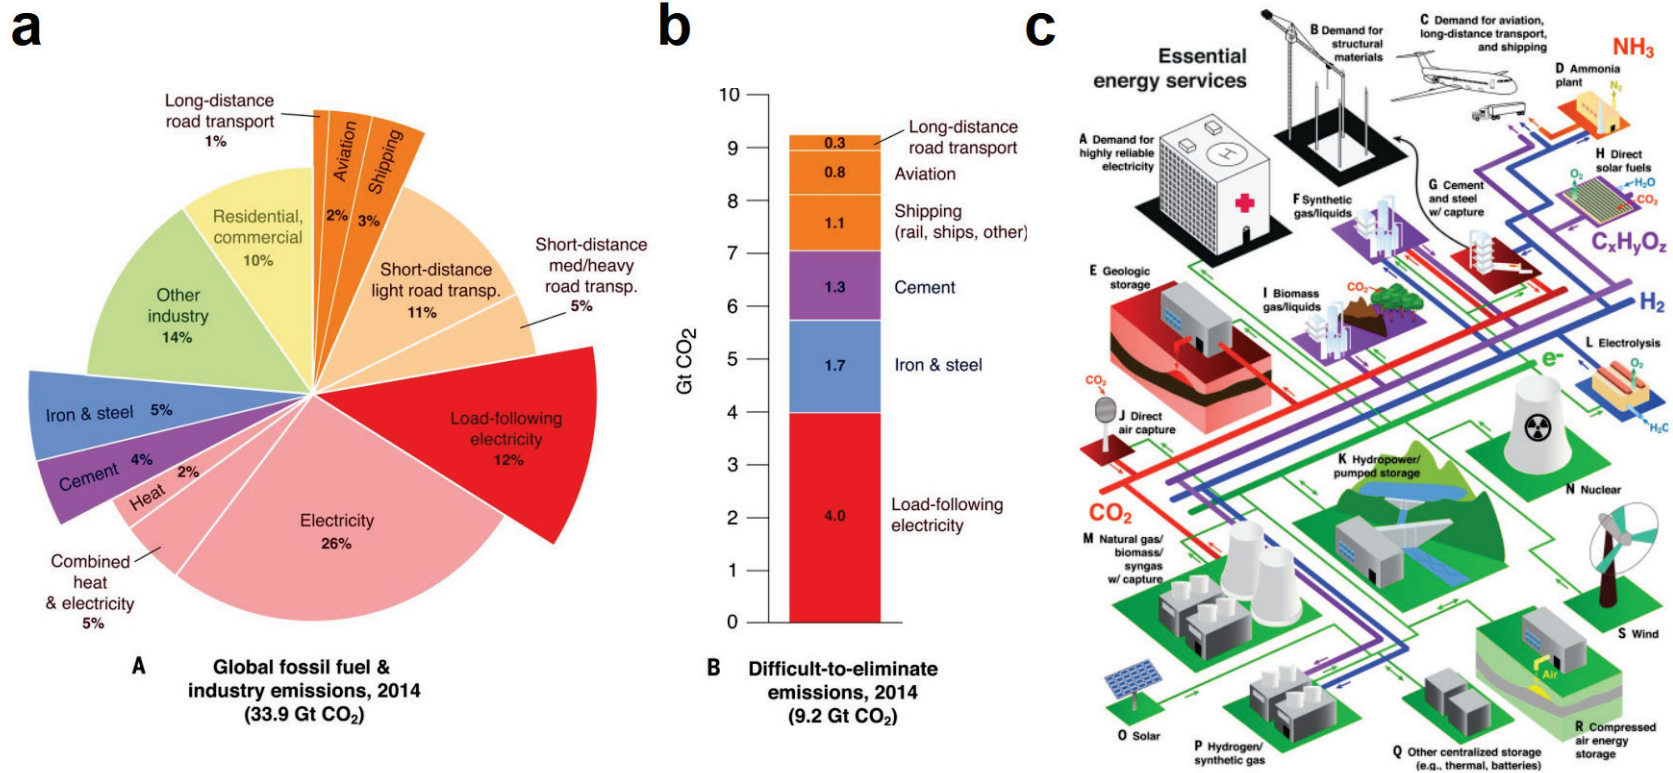 a
Long-distance
road transport
1%
Aviation
2%
Shipping
3%
Residential,
commercial
10%
Short-distance
light road transp.
11%
Short-distance
med/heavy
road transp.
5%
Other
industry
14%
Iron & steel 5%
Cement 4%
Heat 2%
Load-following
electricity
12%
Electricity
26%
Combined
heat
& electricity
5%
A Global fossil fuel &
industry emissions, 2014
(33.9 Gt CO₂)
b
Gt CO₂
10
9
8
7
6
5
4
3
2
1
0
0.3
Long-distance
road transport
0.8
Aviation
1.1
Shipping
(rail, ships, other)
1.3
Cement
1.7
Iron & steel
4.0
Load-following
electricity
B Difficult-to-eliminate
emissions, 2014
(9.2 Gt CO₂)
c
Essential
energy services
A Demand for
highly reliable
electricity
H
B Demand for
structural
materials
C Demand for aviation,
long-distance transport,
and shipping
NH₃
D Ammonia
plant
N₂
H Direct
solar fuels
O₂
H₂O
CO₂
CxHyOz
F Synthetic
gas/liquids
G Cement
and steel
w/ capture
E Geologic
storage
I Biomass
gas/liquids
CO₂
H₂
L Electrolysis
O₂
H₂O
e-
CO₂
J Direct
air capture
CO₂
K Hydropower/
pumped storage
N Nuclear
M Natural gas/
biomass/
syngas
w/ capture
S Wind
O Solar
P Hydrogen/
synthetic gas
Q Other centralized storage
(e.g., thermal, batteries)
Air
R Compressed
air energy
storage